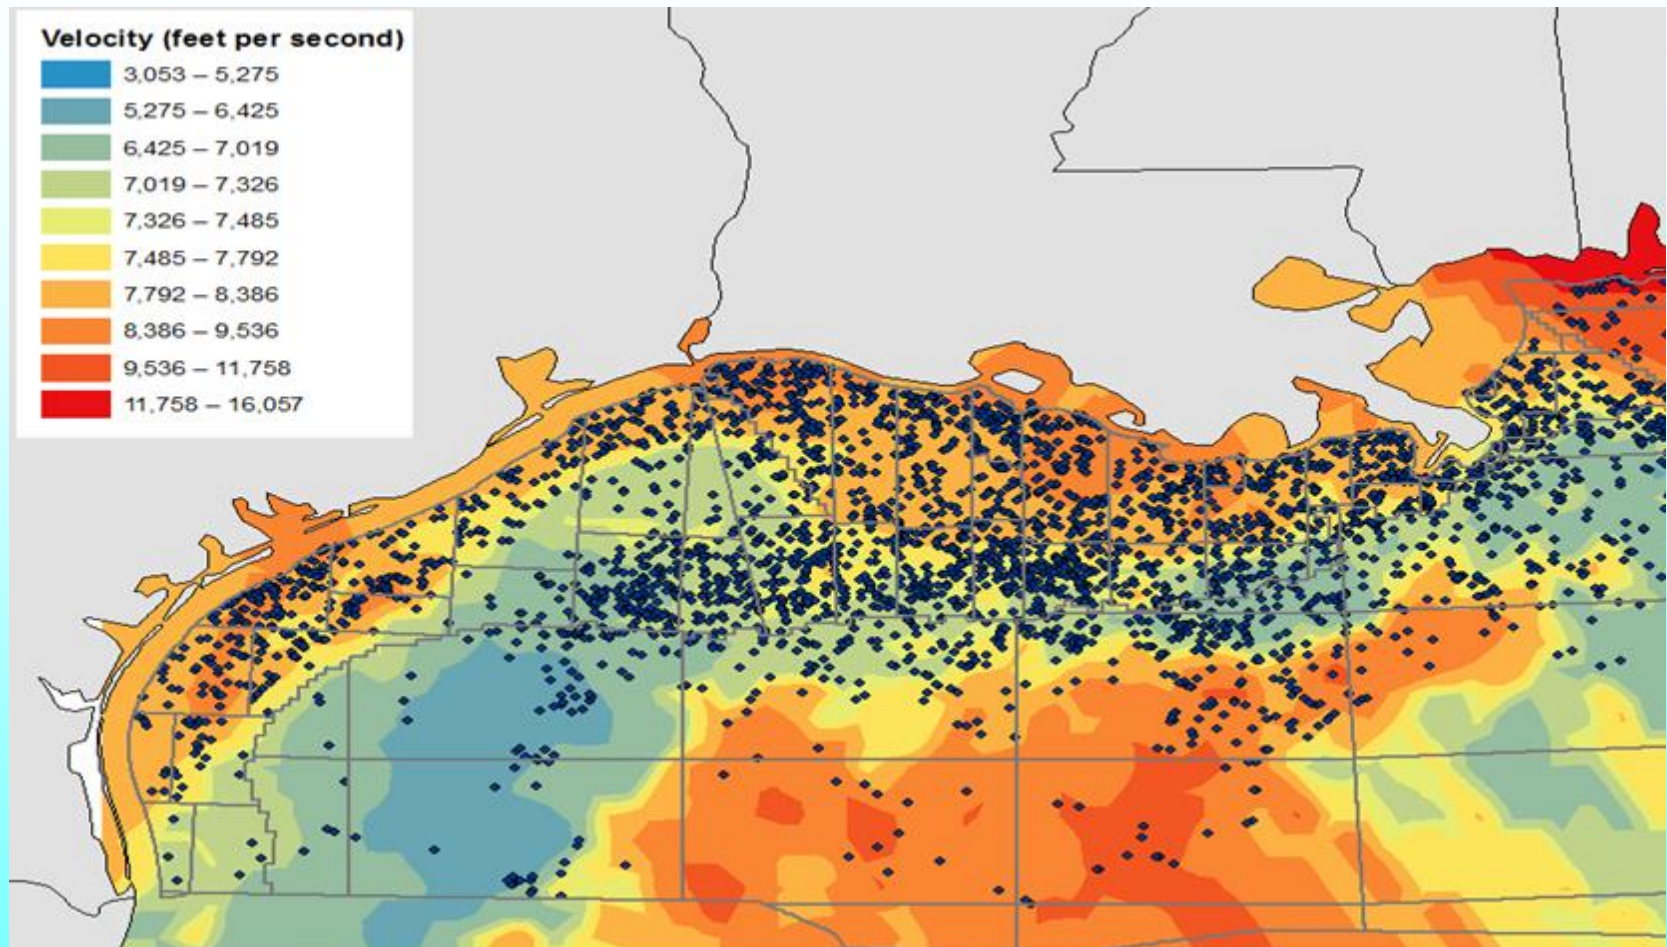 Velocity (feet per second)
3,053 – 5,275
5,275 – 6,425
6,425 – 7,019
7,019 – 7,326
7,326 – 7,485
7,485 – 7,792
7,792 – 8,386
8,386 – 9,536
9,536 – 11,758
11,758 – 16,057